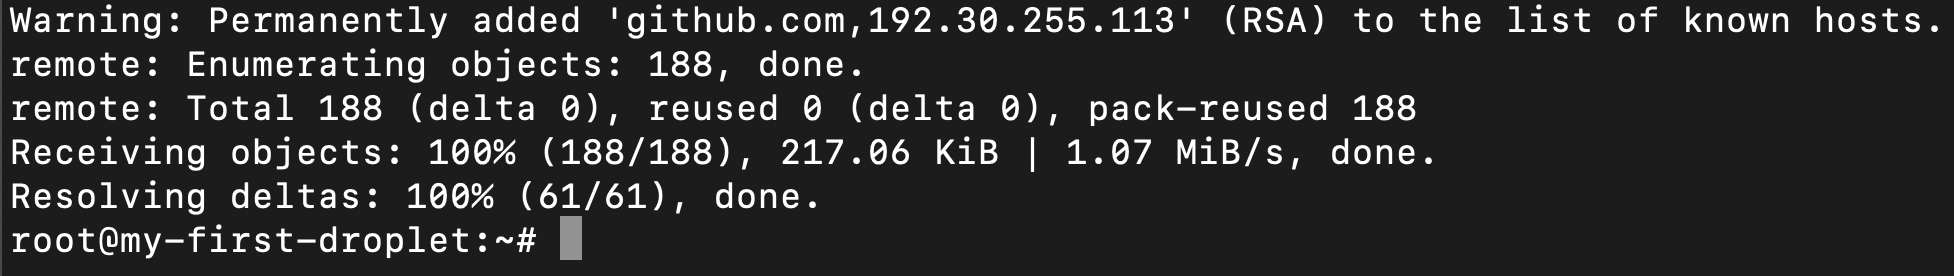 Warning: Permanently added 'github.com,192.30.255.113' (RSA) to the list of known hosts.
remote: Enumerating objects: 188, done.
remote: Total 188 (delta 0), reused 0 (delta 0), pack-reused 188
Receiving objects: 100% (188/188), 217.06 KiB | 1.07 MiB/s, done.
Resolving deltas: 100% (61/61), done.
root@my-first-droplet:~#